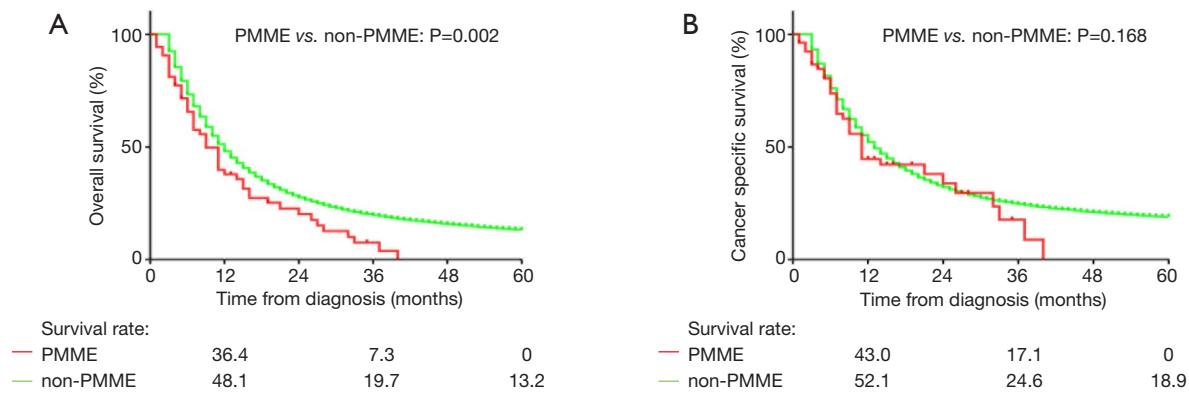 A
PMME vs. non-PMME: P=0.002
Overall survival (%)
100
50
0
0 12 24 36 48 60
Time from diagnosis (months)
Survival rate:
PMME 36.4 7.3 0
non-PMME 48.1 19.7 13.2
B
PMME vs. non-PMME: P=0.168
Cancer specific survival (%)
100
50
0
0 12 24 36 48 60
Time from diagnosis (months)
Survival rate:
PMME 43.0 17.1 0
non-PMME 52.1 24.6 18.9